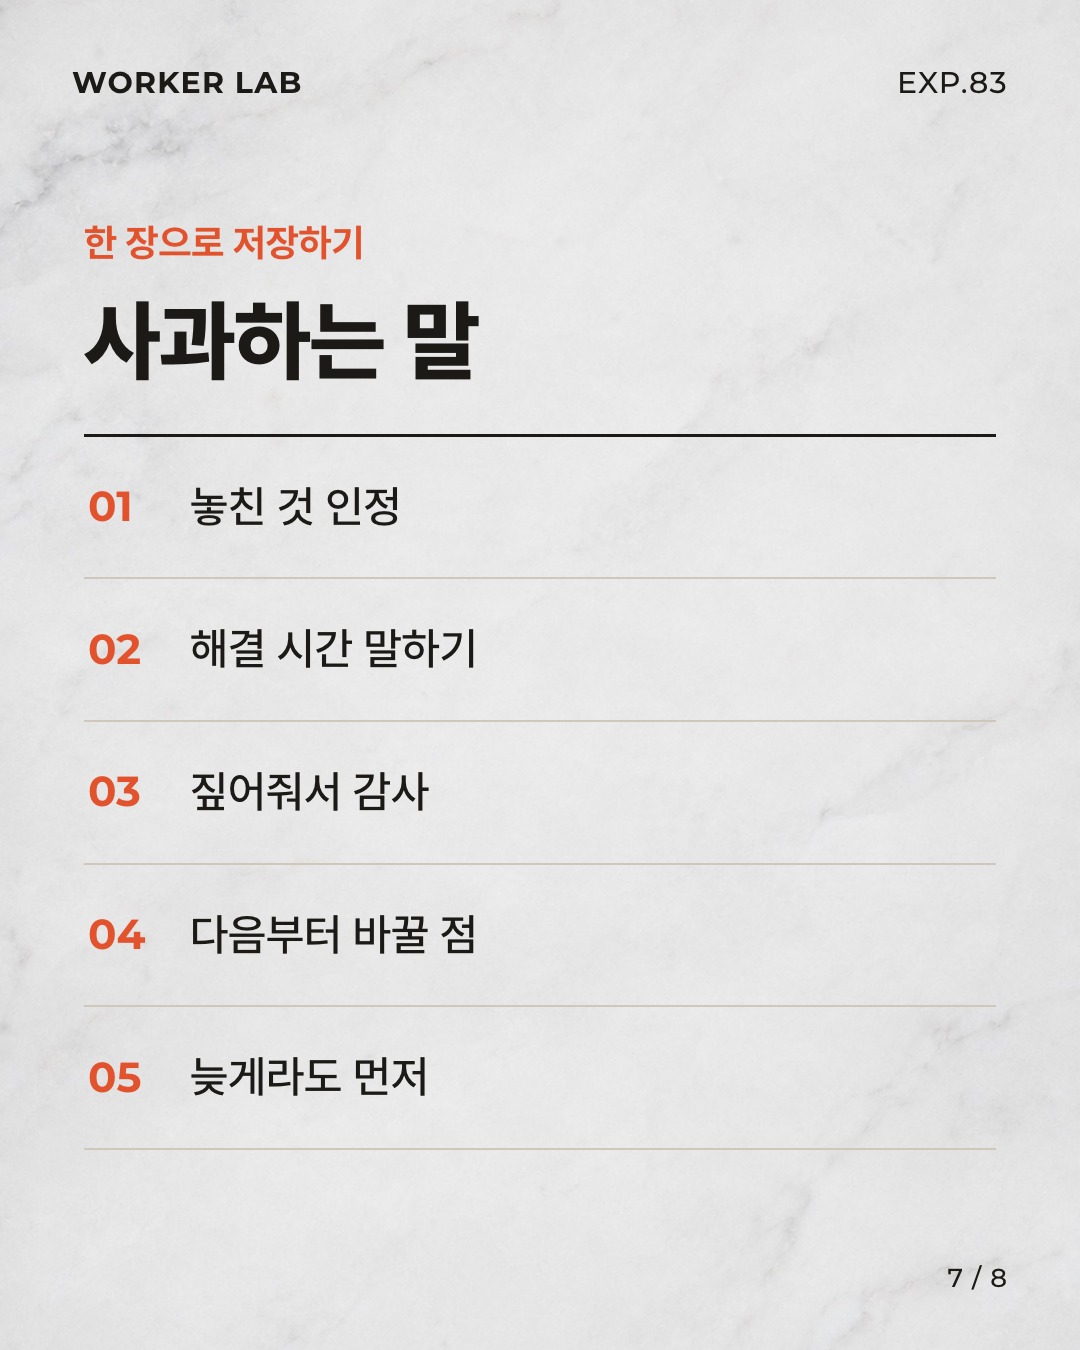 WORKER LAB
EXP.83
한 장으로 저장하기
사과하는 말
01 놓친 것 인정
02 해결 시간 말하기
03 짚어줘서 감사
04 다음부터 바꿀 점
05 늦게라도 먼저
7 / 8